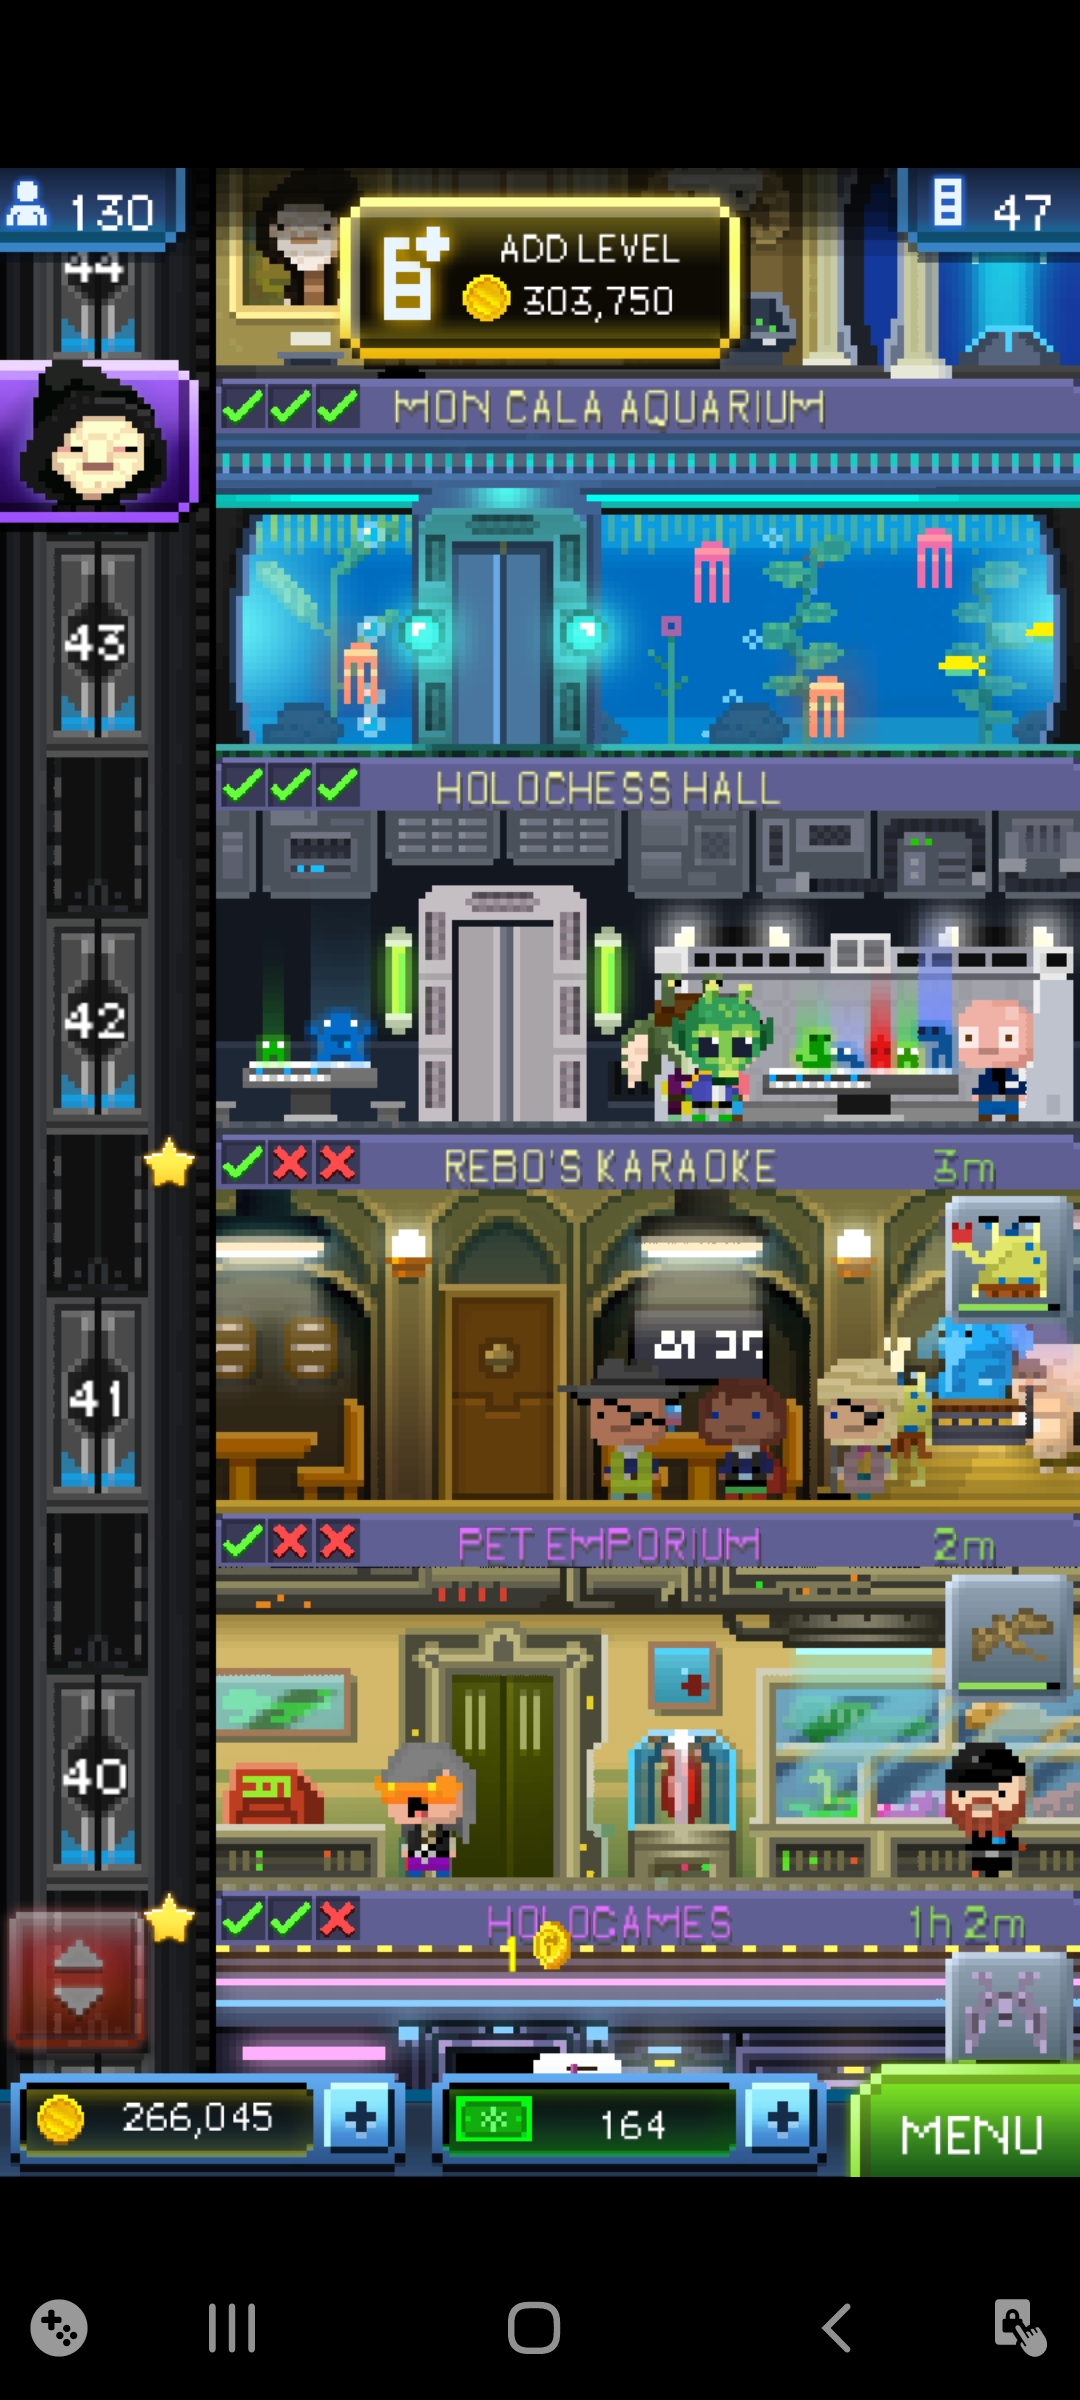 130
47
ADD LEVEL
303,750
44
MON CALA AQUARIUM
43
HOLOCHESS HALL
42
REBO'S KARAOKE 3m
41
PET EMPORIUM 2m
40
HOLOGAMES 1h 2m
1
266,045
164
MENU